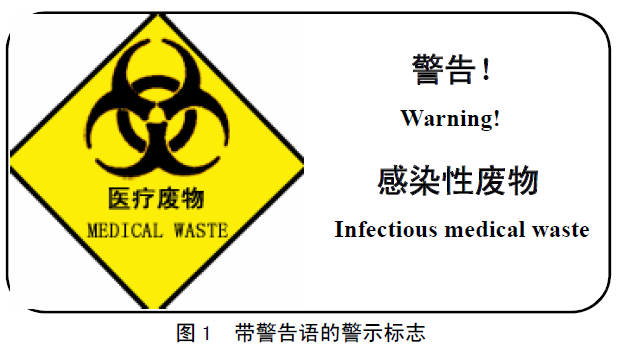 医疗废物
MEDICAL WASTE
警告!
Warning!
感染性废物
Infectious medical waste
图 1 带警告语的警示标志